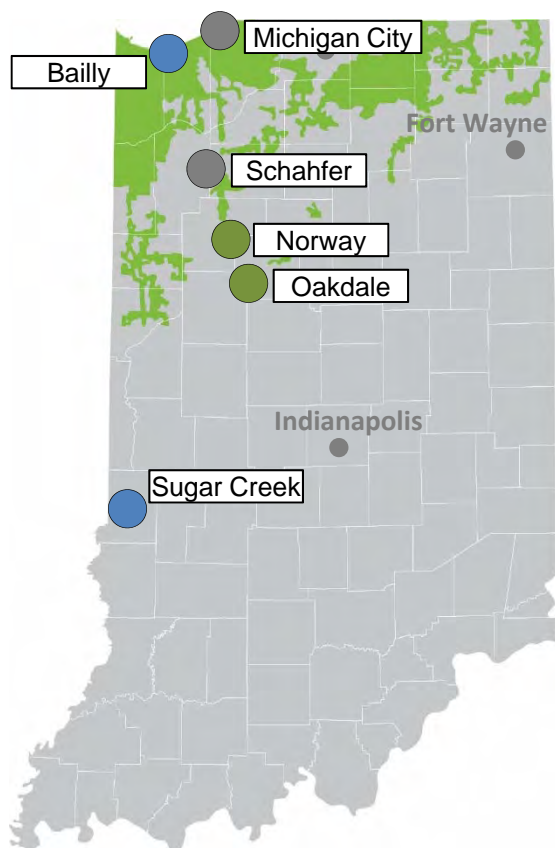 Michigan City
Bailly
Fort Wayne
Schahfer
Norway
Oakdale
Indianapolis
Sugar Creek